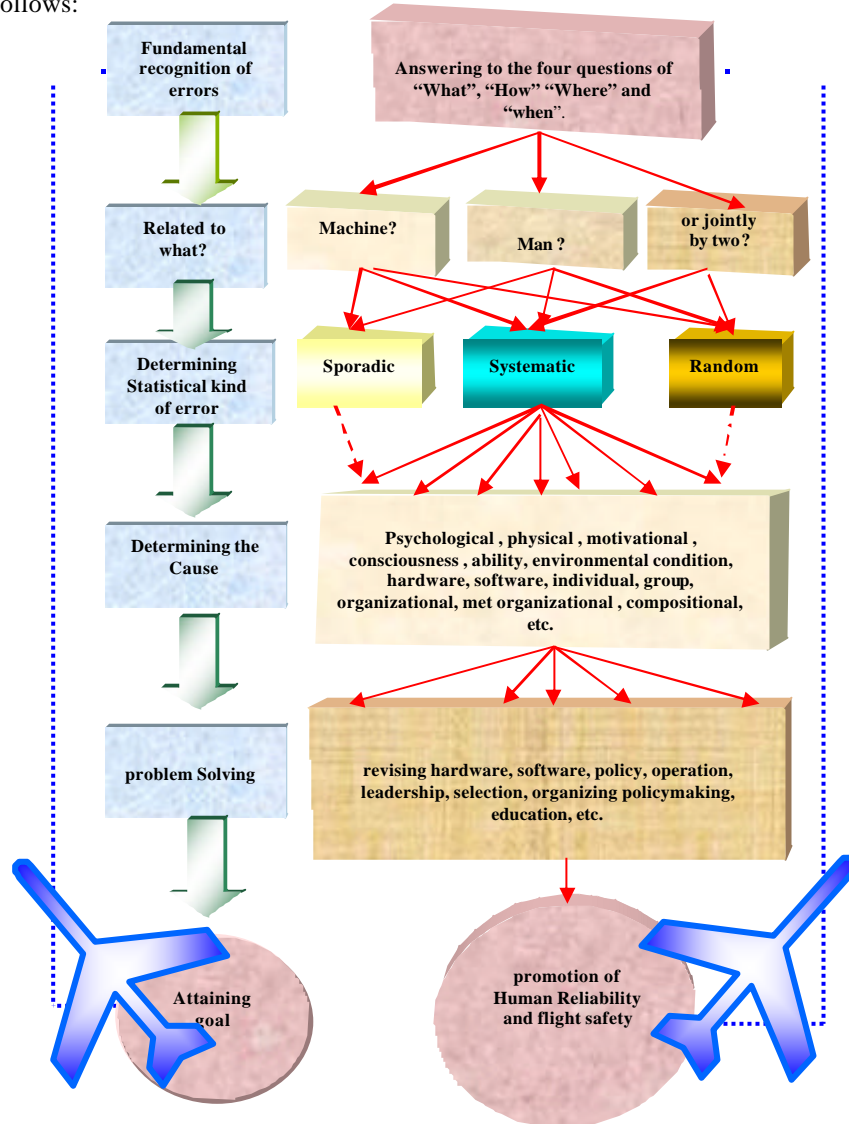 ollows:
Fundamental
recognition of
errors
Answering to the four questions of
“What”, “How” “Where” and
“when”.
Related to
what?
Machine?
Man ?
or jointly
by two?
Determining
Statistical kind
of error
Sporadic
Systematic
Random
Determining the
Cause
Psychological , physical , motivational ,
consciousness , ability, environmental condition,
hardware, software, individual, group,
organizational, met organizational , compositional,
etc.
problem Solving
revising hardware, software, policy, operation,
leadership, selection, organizing policymaking,
education, etc.
Attaining
goal
promotion of
Human Reliability
and flight safety